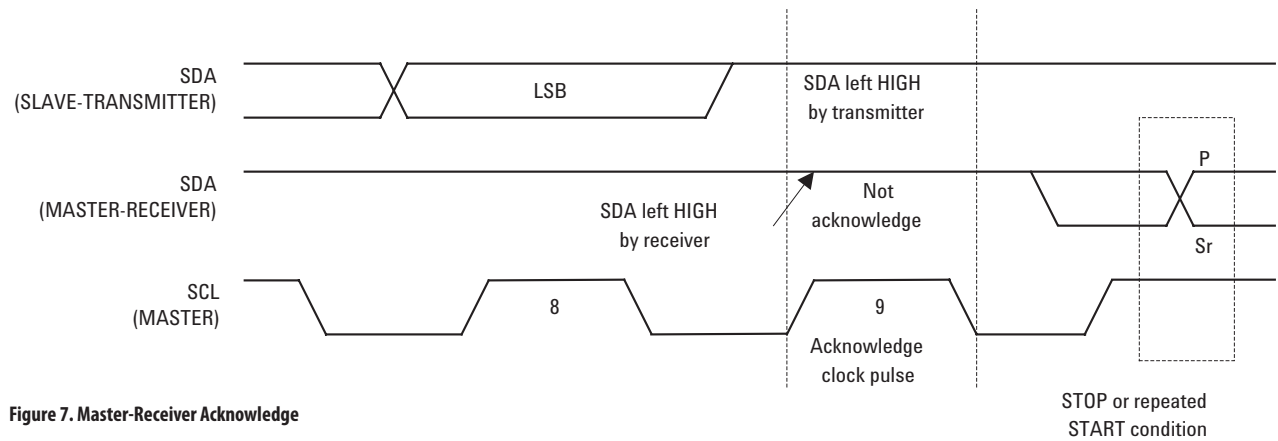 SDA
(SLAVE-TRANSMITTER)
LSB
SDA left HIGH
by transmitter
SDA
(MASTER-RECEIVER)
SDA left HIGH
by receiver
Not
acknowledge
P
Sr
SCL
(MASTER)
8
9
Acknowledge
clock pulse
STOP or repeated
START condition
Figure 7. Master-Receiver Acknowledge